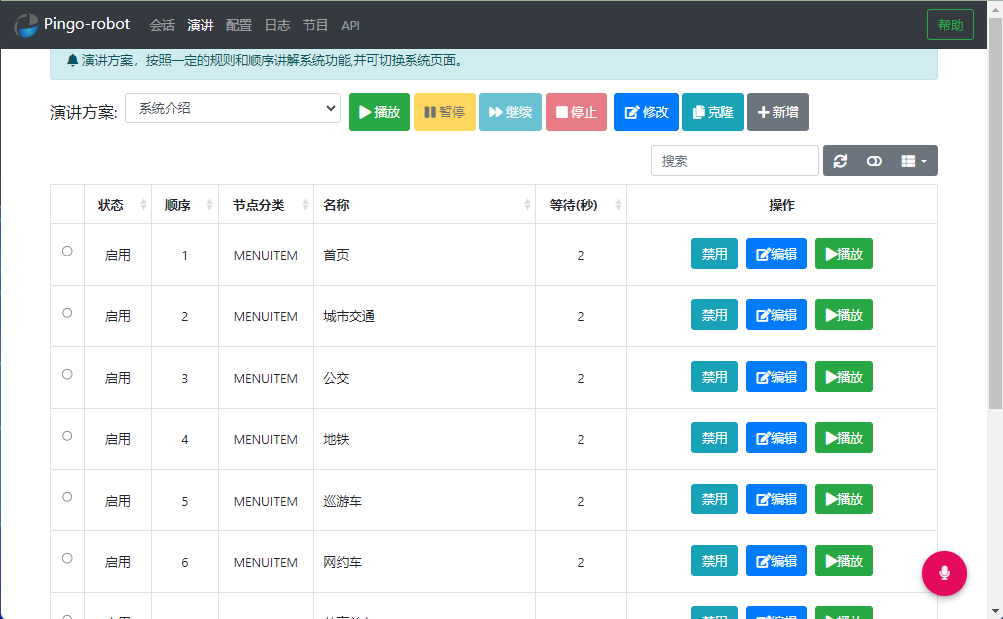 Pingo-robot 会话 演讲 配置 日志 节目 API 帮助
演讲方案，按照一定的规则和顺序讲解系统功能,并可切换系统页面。
演讲方案: 系统介绍 播放 暂停 继续 停止 修改 克隆 新增
搜索
状态 顺序 节点分类 名称 等待(秒) 操作
启用 1 MENUITEM 首页 2 禁用 编辑 播放
启用 2 MENUITEM 城市交通 2 禁用 编辑 播放
启用 3 MENUITEM 公交 2 禁用 编辑 播放
启用 4 MENUITEM 地铁 2 禁用 编辑 播放
启用 5 MENUITEM 巡游车 2 禁用 编辑 播放
启用 6 MENUITEM 网约车 2 禁用 编辑 播放